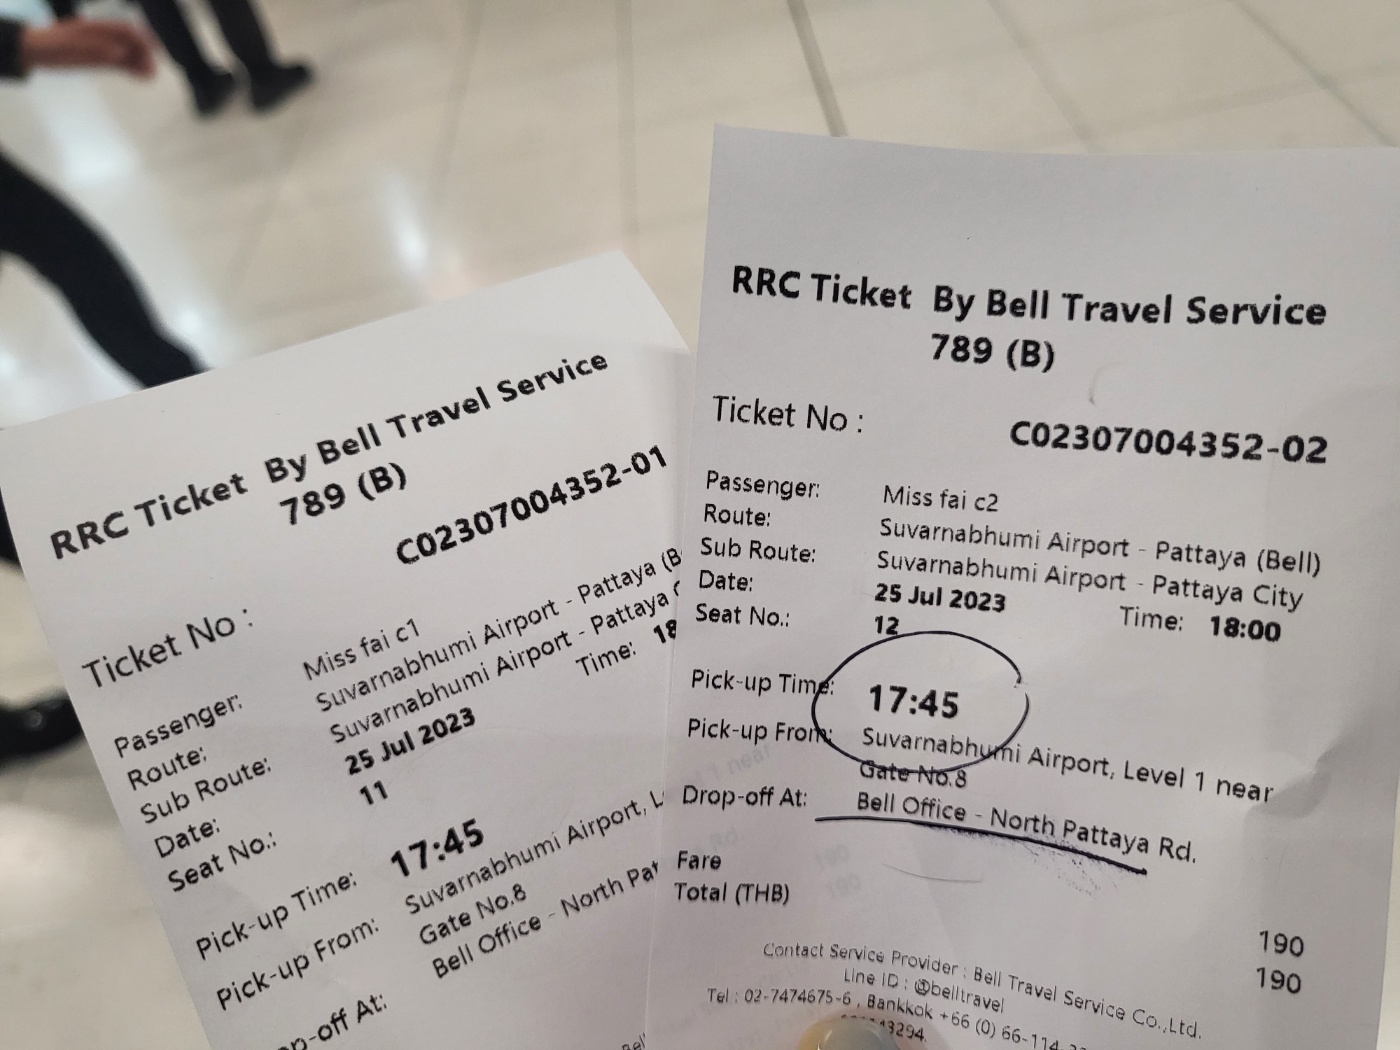 RRC Ticket By Bell Travel Service
789 (B)
C02307004352-01
Ticket No :
Passenger: Miss fai c1
Route: Suvarnabhumi Airport - Pattaya
Sub Route: Suvarnabhumi Airport - Pattaya
Date: 25 Jul 2023 Time:
Seat No.: 11
Pick-up Time: 17:45
Pick-up From: Suvarnabhumi Airport,
Gate No.8
Bell Office - North
RRC Ticket By Bell Travel Service
789 (B)
Ticket No : C02307004352-02
Passenger: Miss fai c2
Route: Suvarnabhumi Airport - Pattaya (Bell)
Sub Route: Suvarnabhumi Airport - Pattaya City
Date: 25 Jul 2023 Time: 18:00
Seat No.: 12
Pick-up Time: 17:45
Pick-up From: Suvarnabhumi Airport, Level 1 near
Gate No.8
Drop-off At: Bell Office - North Pattaya Rd.
Fare 190
Total (THB) 190
Contact Service Provider : Bell Travel Service Co.,Ltd.
Line ID : @belltravel
Tel : 02-7474675-6 , Bankkok +66 (0) 66-114-